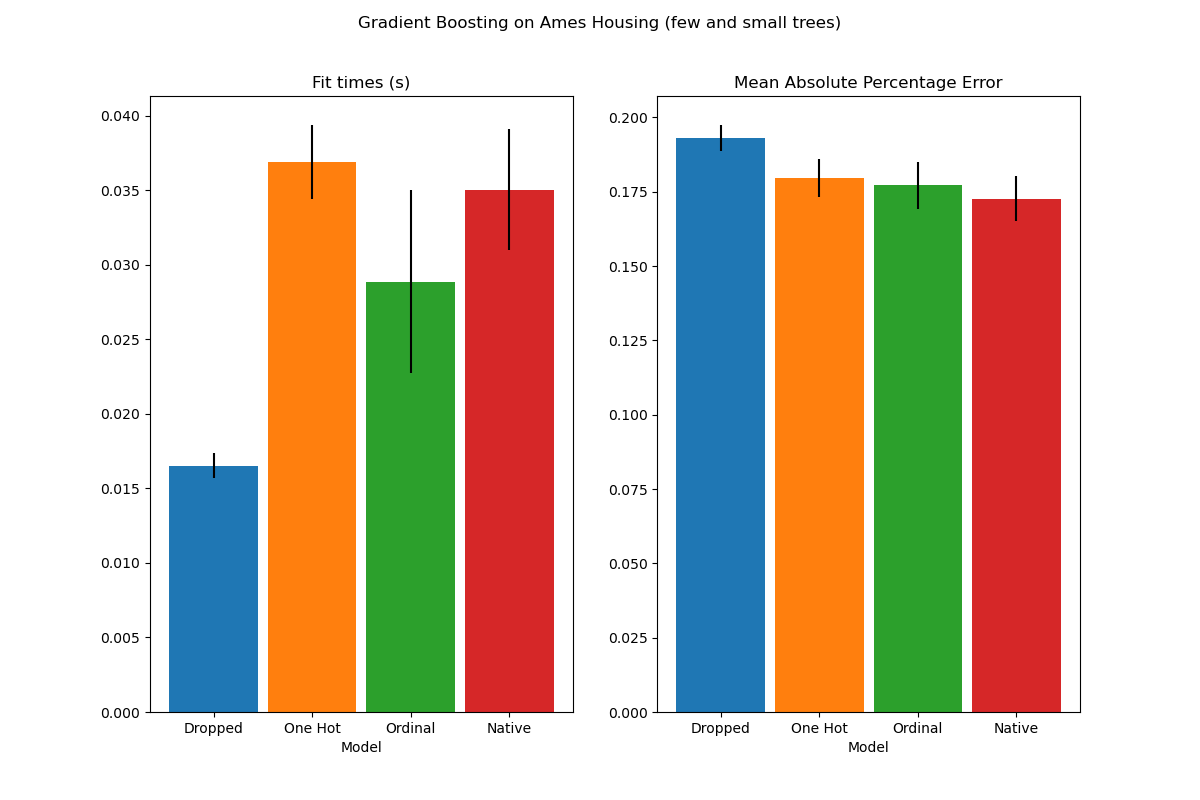 Gradient Boosting on Ames Housing (few and small trees)
Fit times (s)
0.040
0.035
0.030
0.025
0.020
0.015
0.010
0.005
0.000
Dropped One Hot Ordinal Native
Model
Mean Absolute Percentage Error
0.200
0.175
0.150
0.125
0.100
0.075
0.050
0.025
0.000
Dropped One Hot Ordinal Native
Model